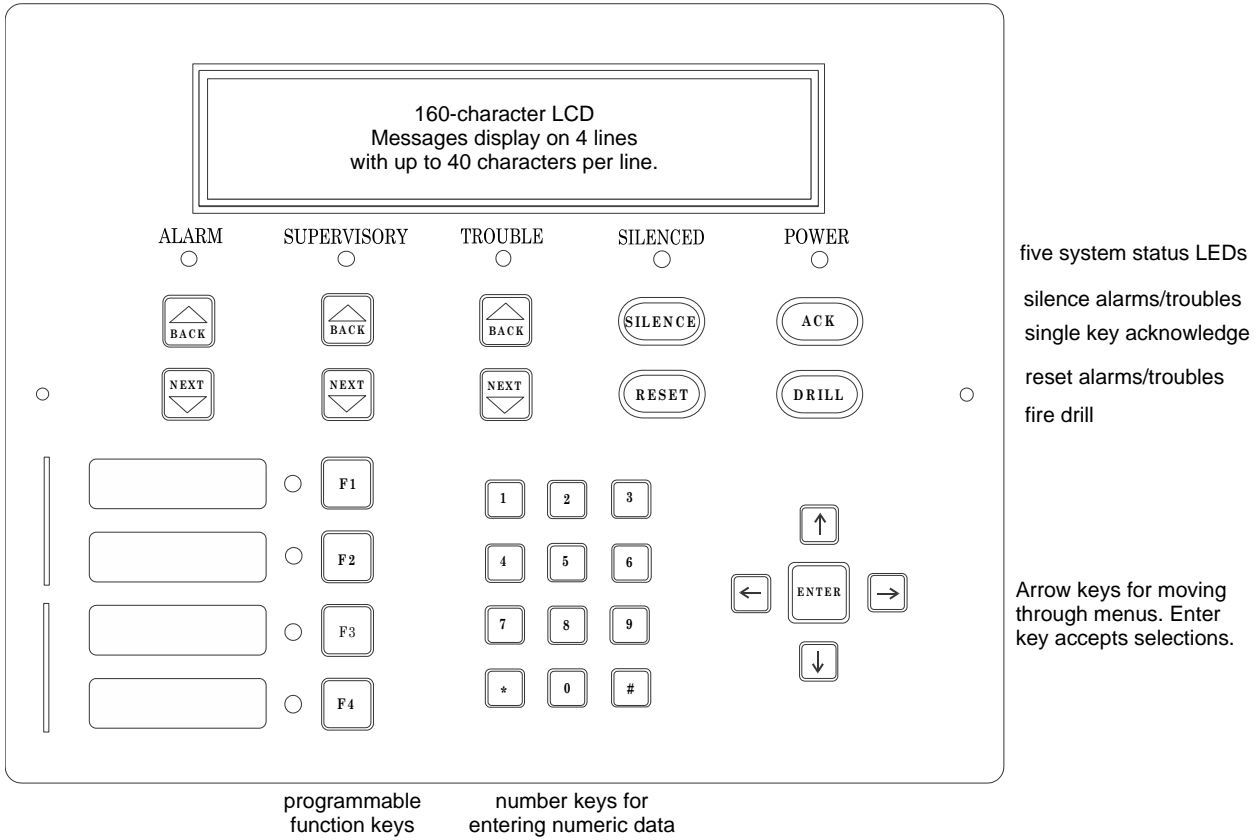 160-character LCD
Messages display on 4 lines
with up to 40 characters per line.
ALARM SUPERVISORY TROUBLE SILENCED POWER
five system status LEDs
BACK BACK BACK SILENCE ACK
silence alarms/troubles
single key acknowledge
NEXT NEXT NEXT RESET DRILL
reset alarms/troubles
fire drill
F1
1 2 3
F2
4 5 6
F3
7 8 9
F4
* 0 #
↑
← ENTER →
↓
Arrow keys for moving
through menus. Enter
key accepts selections.
programmable
function keys
number keys for
entering numeric data